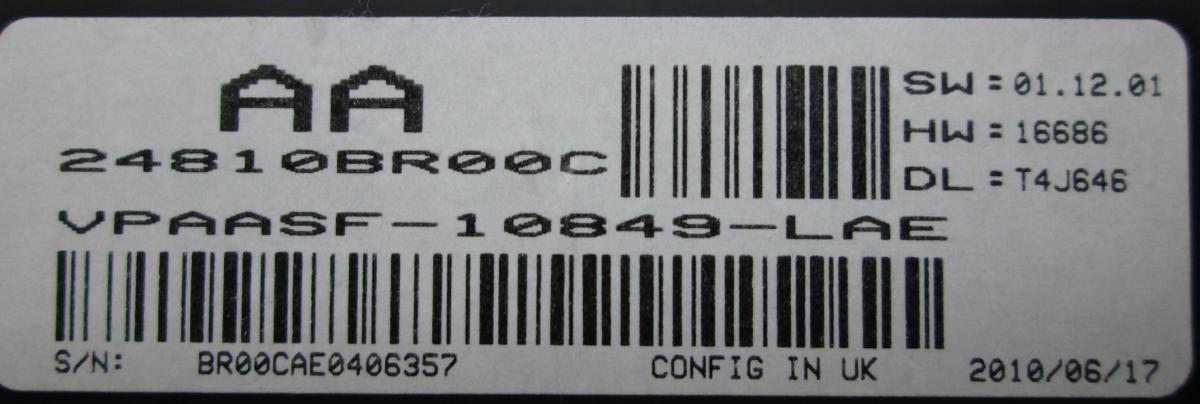 AA
24810BR00C
SW = 01.12.01
HW = 16686
DL = T4J646
VPAASF-10849-LAE
S/N: BR00CAE0406357 CONFIG IN UK 2010/06/17